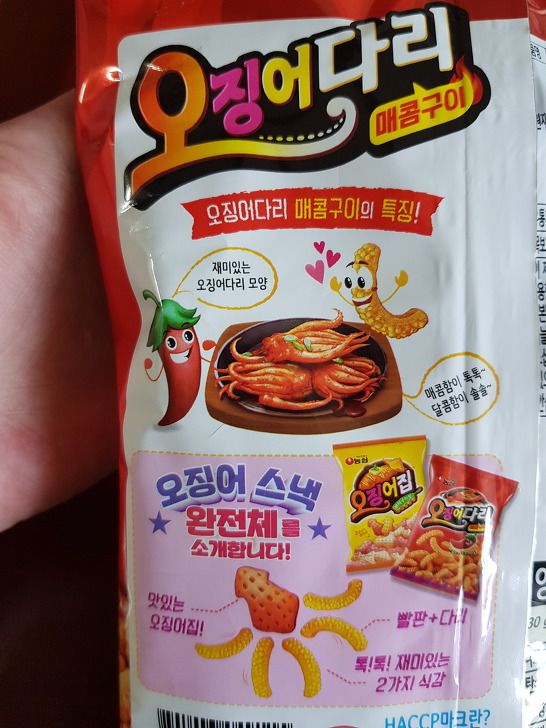 오징어다리
매콤구이
오징어다리 매콤구이의 특징!
재미있는
오징어다리 모양
매콤함이 톡톡~
달콤함이 솔솔~
농심
오징어집
오징어다리
오징어 스낵
완전체를
소개합니다!
맛있는
오징어집!
빨판+다리
톡!톡! 재미있는
2가지 식감
HACCP마크란?